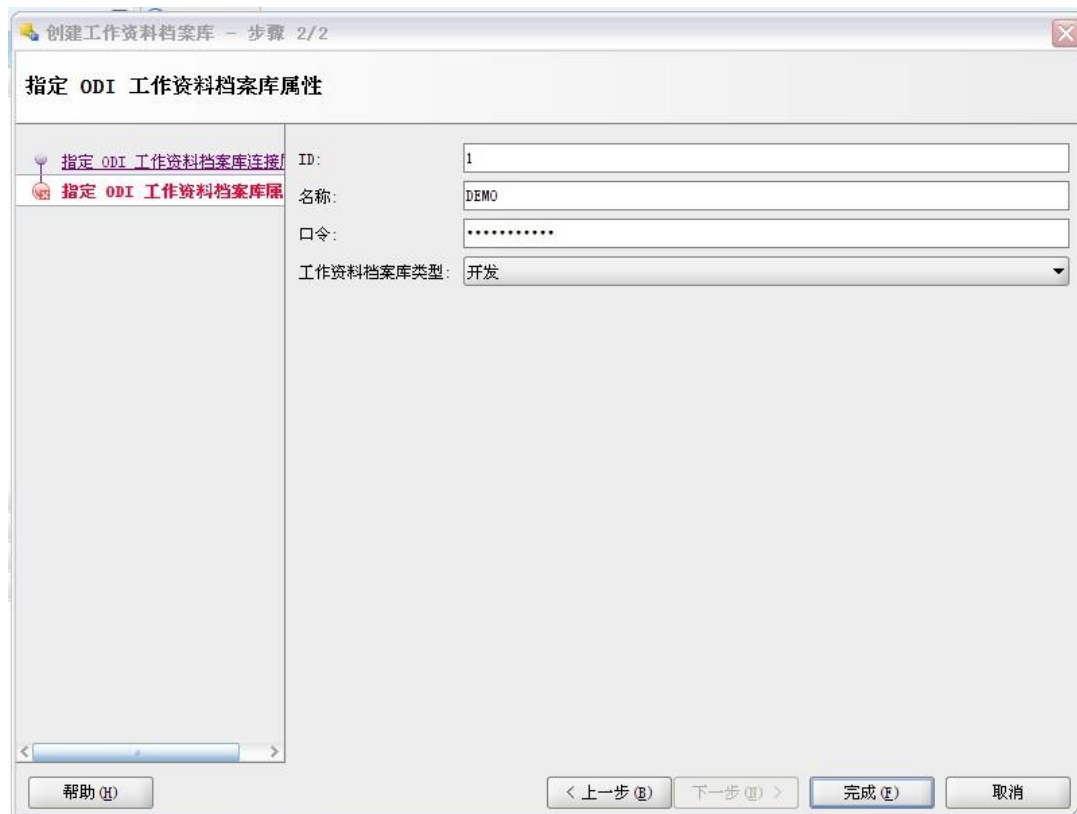 创建工作资料档案库 - 步骤 2/2
指定 ODI 工作资料档案库属性
指定 ODI 工作资料档案库连接
指定 ODI 工作资料档案库属
ID:
1
名称:
DEMO
口令:
•••••••••••
工作资料档案库类型:
开发
帮助(H)
< 上一步(B)
下一步(N) >
完成(F)
取消